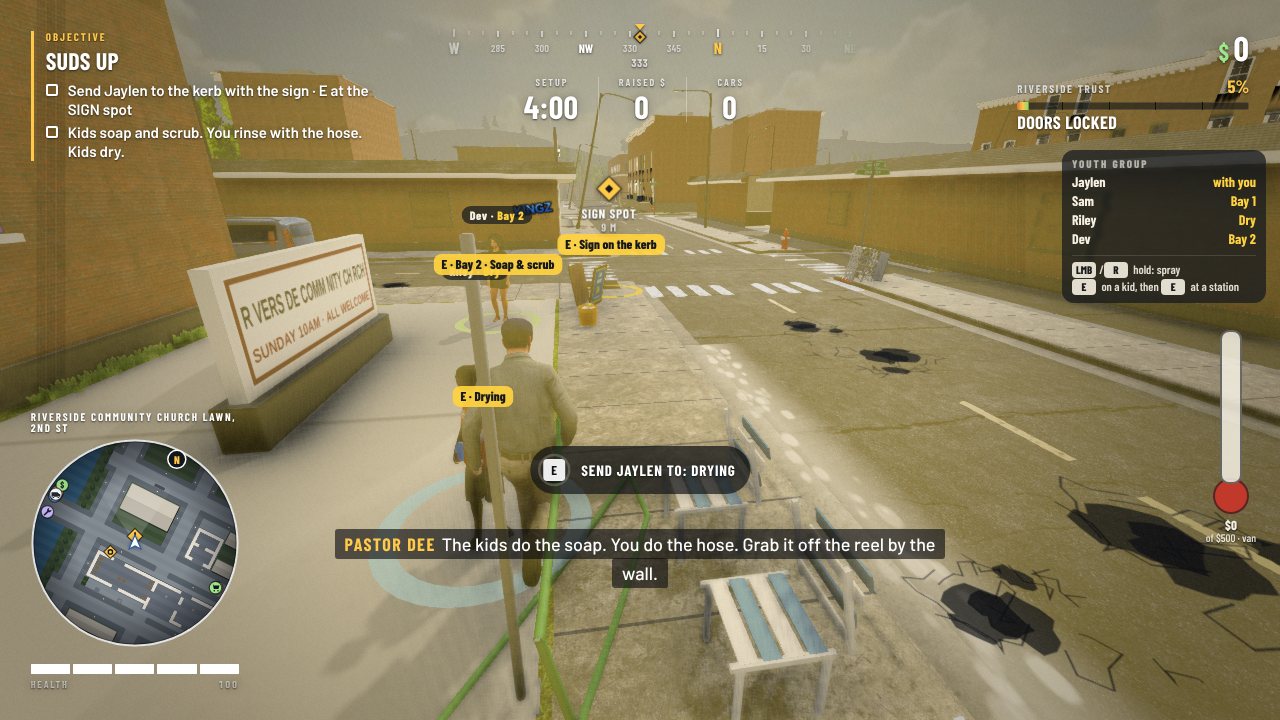 OBJECTIVE
SUDS UP
Send Jaylen to the kerb with the sign · E at the
SIGN spot
Kids soap and scrub. You rinse with the hose.
Kids dry.
W 285 300 NW 330 345 N 15 30 NE
333
SETUP RAISED $ CARS
4:00 0 0
$ 0
RIVERSIDE TRUST 5%
DOORS LOCKED
YOUTH GROUP
Jaylen with you
Sam Bay 1
Riley Dry
Dev Bay 2
LMB / R hold: spray
E on a kid, then E at a station
Dev · Bay 2
SIGN SPOT
9 M
E · Sign on the kerb
E · Bay 2 · Soap & scrub
R VERS DE COMM NITY CH RCH
SUNDAY 10AM · ALL WELCOME
E · Drying
E SEND JAYLEN TO: DRYING
PASTOR DEE The kids do the soap. You do the hose. Grab it off the reel by the
wall.
RIVERSIDE COMMUNITY CHURCH LAWN,
2ND ST
N
$
$0
of $500 · van
HEALTH 100